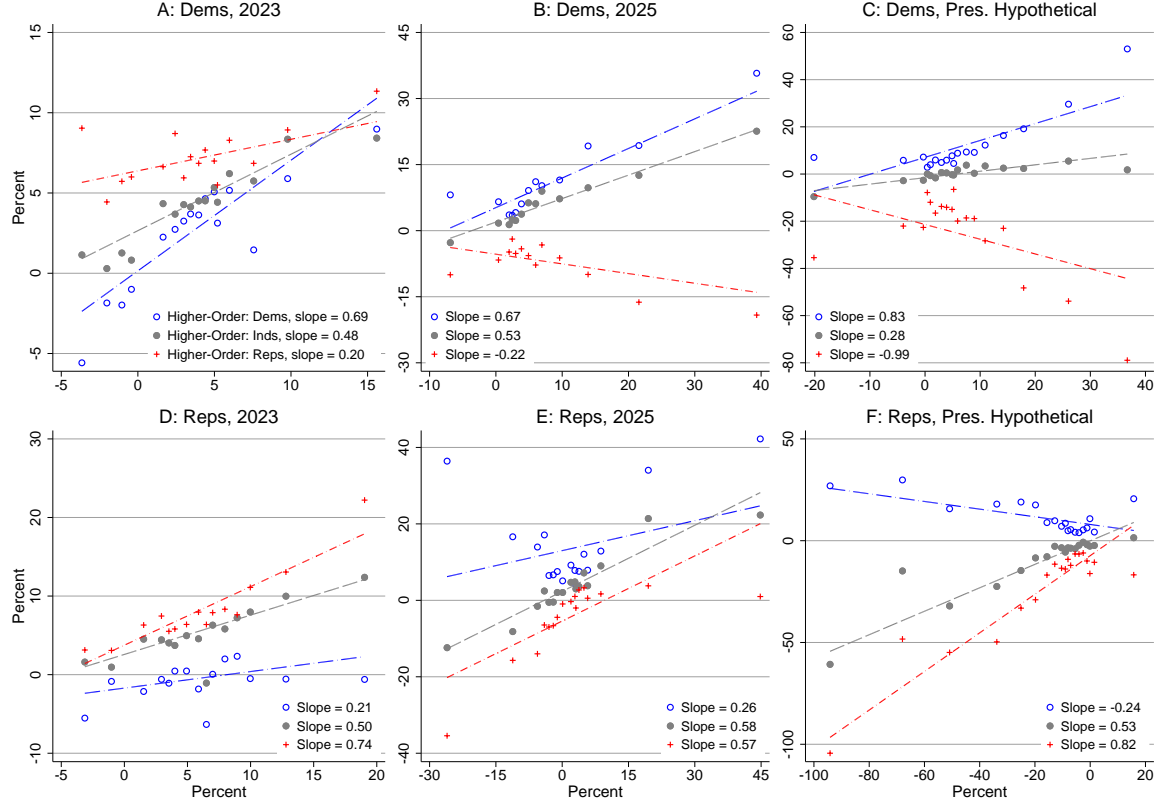 A: Dems, 2023
Percent
15
10
5
0
-5
-5 0 5 10 15
Higher-Order: Dems, slope = 0.69
Higher-Order: Inds, slope = 0.48
Higher-Order: Reps, slope = 0.20
B: Dems, 2025
45
30
15
0
-15
-30
-10 0 10 20 30 40
Slope = 0.67
Slope = 0.53
Slope = -0.22
C: Dems, Pres. Hypothetical
60
40
20
0
-20
-40
-60
-80
-20 0 20 40
Slope = 0.83
Slope = 0.28
Slope = -0.99
D: Reps, 2023
Percent
30
20
10
0
-10
-5 0 5 10 15 20
Percent
Slope = 0.21
Slope = 0.50
Slope = 0.74
E: Reps, 2025
40
20
0
-20
-40
-30 -15 0 15 30 45
Percent
Slope = 0.26
Slope = 0.58
Slope = 0.57
F: Reps, Pres. Hypothetical
50
0
-50
-100
-100 -80 -60 -40 -20 0 20
Percent
Slope = -0.24
Slope = 0.53
Slope = 0.82